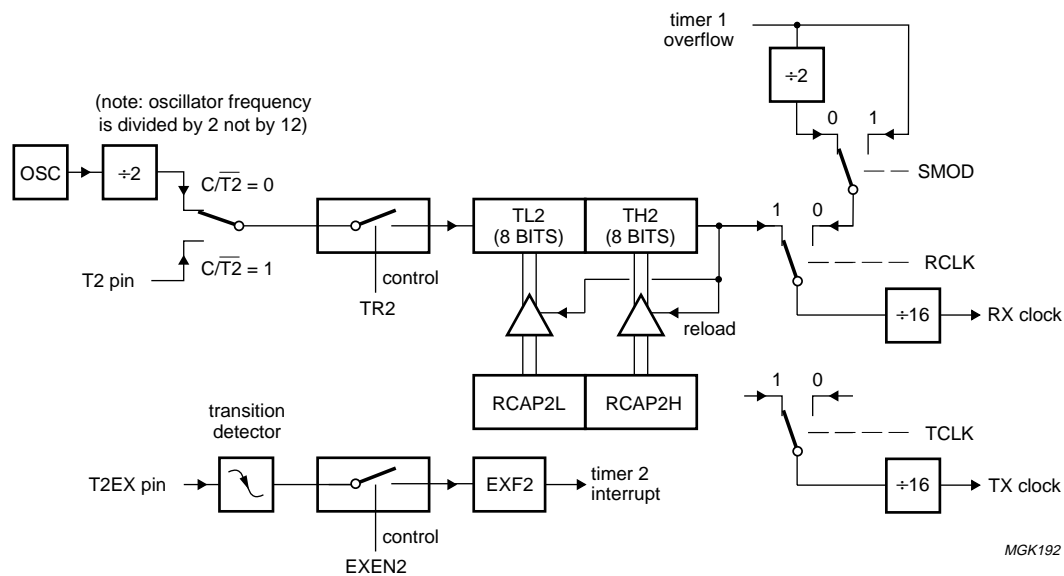 timer 1
overflow
÷2
(note: oscillator frequency
is divided by 2 not by 12)
0 1
OSC
÷2
C/T̅2̅ = 0
SMOD
TL2
(8 BITS)
TH2
(8 BITS)
1 0
T2 pin
C/T̅2̅ = 1
control
TR2
RCLK
reload
÷16
RX clock
RCAP2L
RCAP2H
1 0
transition
detector
TCLK
T2EX pin
EXF2
timer 2
interrupt
÷16
TX clock
control
EXEN2
MGK192